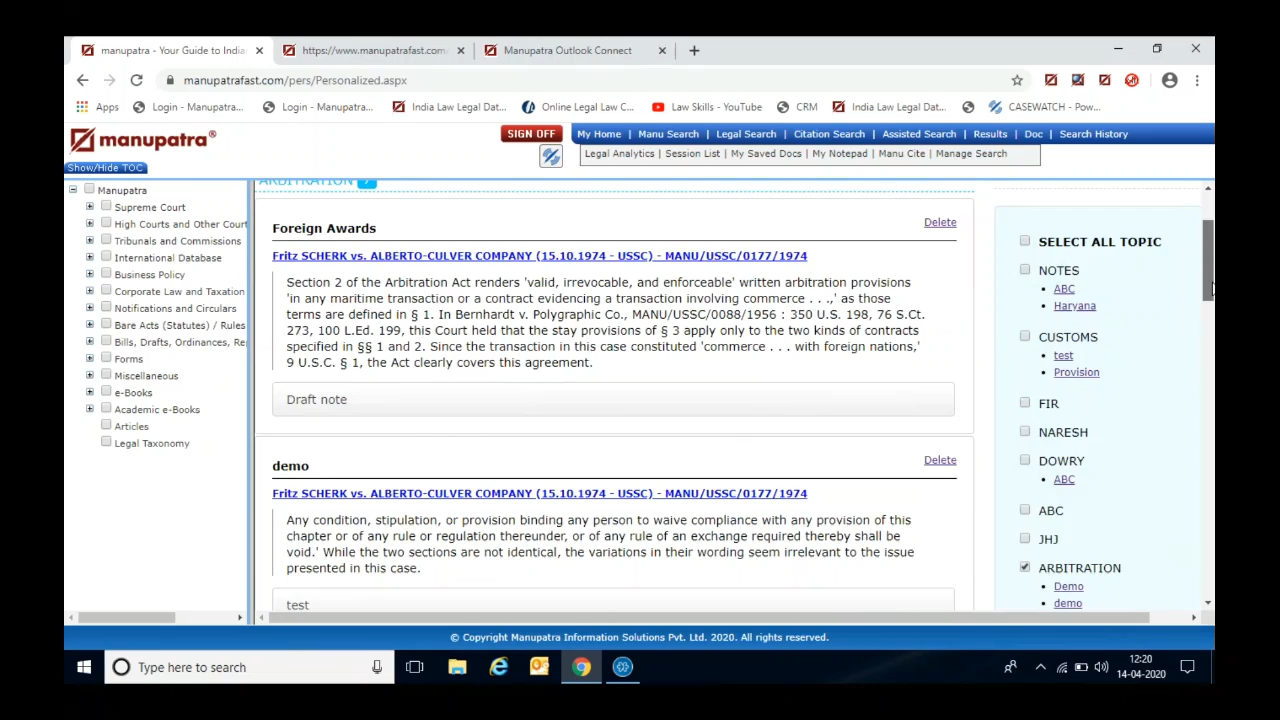 manupatra - Your Guide to India
https://www.manupatrafast.com
Manupatra Outlook Connect
manupatrafast.com/pers/Personalized.aspx
Apps
Login - Manupatra...
Login - Manupatra...
India Law Legal Dat...
Online Legal Law C...
Law Skills - YouTube
CRM
India Law Legal Dat...
CASEWATCH - Pow...
manupatra®
SIGN OFF
My Home | Manu Search | Legal Search | Citation Search | Assisted Search | Results | Doc | Search History
Legal Analytics | Session List | My Saved Docs | My Notepad | Manu Cite | Manage Search
Show/Hide TOC
Manupatra
Supreme Court
High Courts and Other Court
Tribunals and Commissions
International Database
Business Policy
Corporate Law and Taxation
Notifications and Circulars
Bare Acts (Statutes) / Rules
Bills, Drafts, Ordinances, Re
Forms
Miscellaneous
e-Books
Academic e-Books
Articles
Legal Taxonomy
ARBITRATION
Foreign Awards
Delete
Fritz SCHERK vs. ALBERTO-CULVER COMPANY (15.10.1974 - USSC) - MANU/USSC/0177/1974
Section 2 of the Arbitration Act renders 'valid, irrevocable, and enforceable' written arbitration provisions
'in any maritime transaction or a contract evidencing a transaction involving commerce . . .,' as those
terms are defined in § 1. In Bernhardt v. Polygraphic Co., MANU/USSC/0088/1956 : 350 U.S. 198, 76 S.Ct.
273, 100 L.Ed. 199, this Court held that the stay provisions of § 3 apply only to the two kinds of contracts
specified in §§ 1 and 2. Since the transaction in this case constituted 'commerce . . . with foreign nations,'
9 U.S.C. § 1, the Act clearly covers this agreement.
Draft note
demo
Delete
Fritz SCHERK vs. ALBERTO-CULVER COMPANY (15.10.1974 - USSC) - MANU/USSC/0177/1974
Any condition, stipulation, or provision binding any person to waive compliance with any provision of this
chapter or of any rule or regulation thereunder, or of any rule of an exchange required thereby shall be
void.' While the two sections are not identical, the variations in their wording seem irrelevant to the issue
presented in this case.
test
SELECT ALL TOPIC
NOTES
ABC
Haryana
CUSTOMS
test
Provision
FIR
NARESH
DOWRY
ABC
ABC
JHJ
ARBITRATION
Demo
demo
© Copyright Manupatra Information Solutions Pvt. Ltd. 2020. All rights reserved.
Type here to search
12:20
14-04-2020